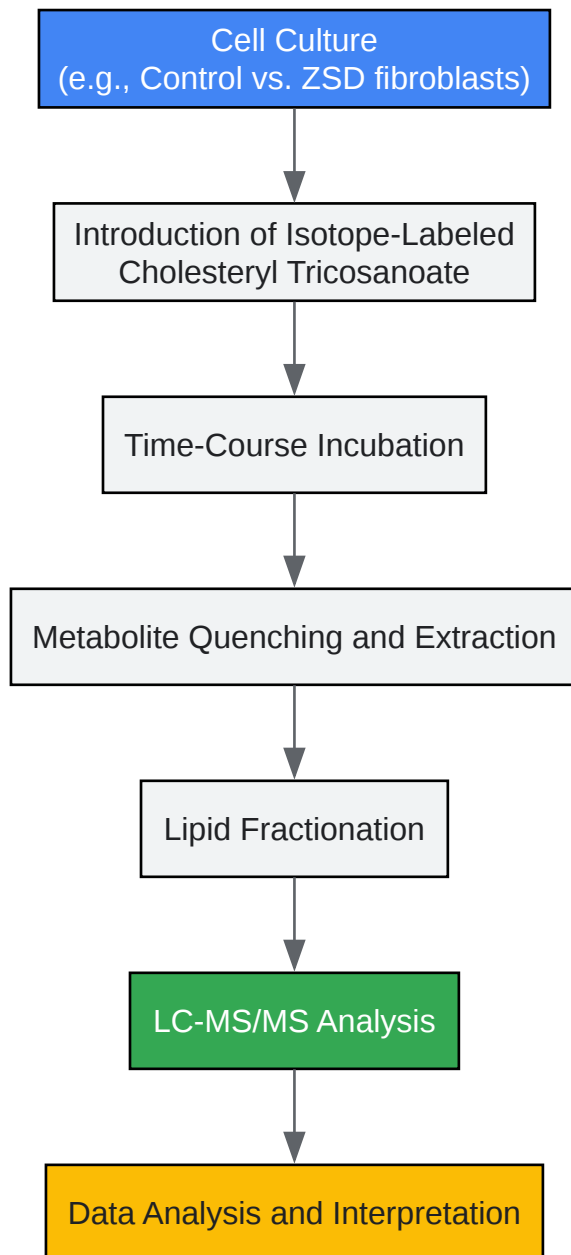 Cell Culture
(e.g., Control vs. ZSD fibroblasts)
Introduction of Isotope-Labeled
Cholesteryl Tricosanoate
Time-Course Incubation
Metabolite Quenching and Extraction
Lipid Fractionation
LC-MS/MS Analysis
Data Analysis and Interpretation